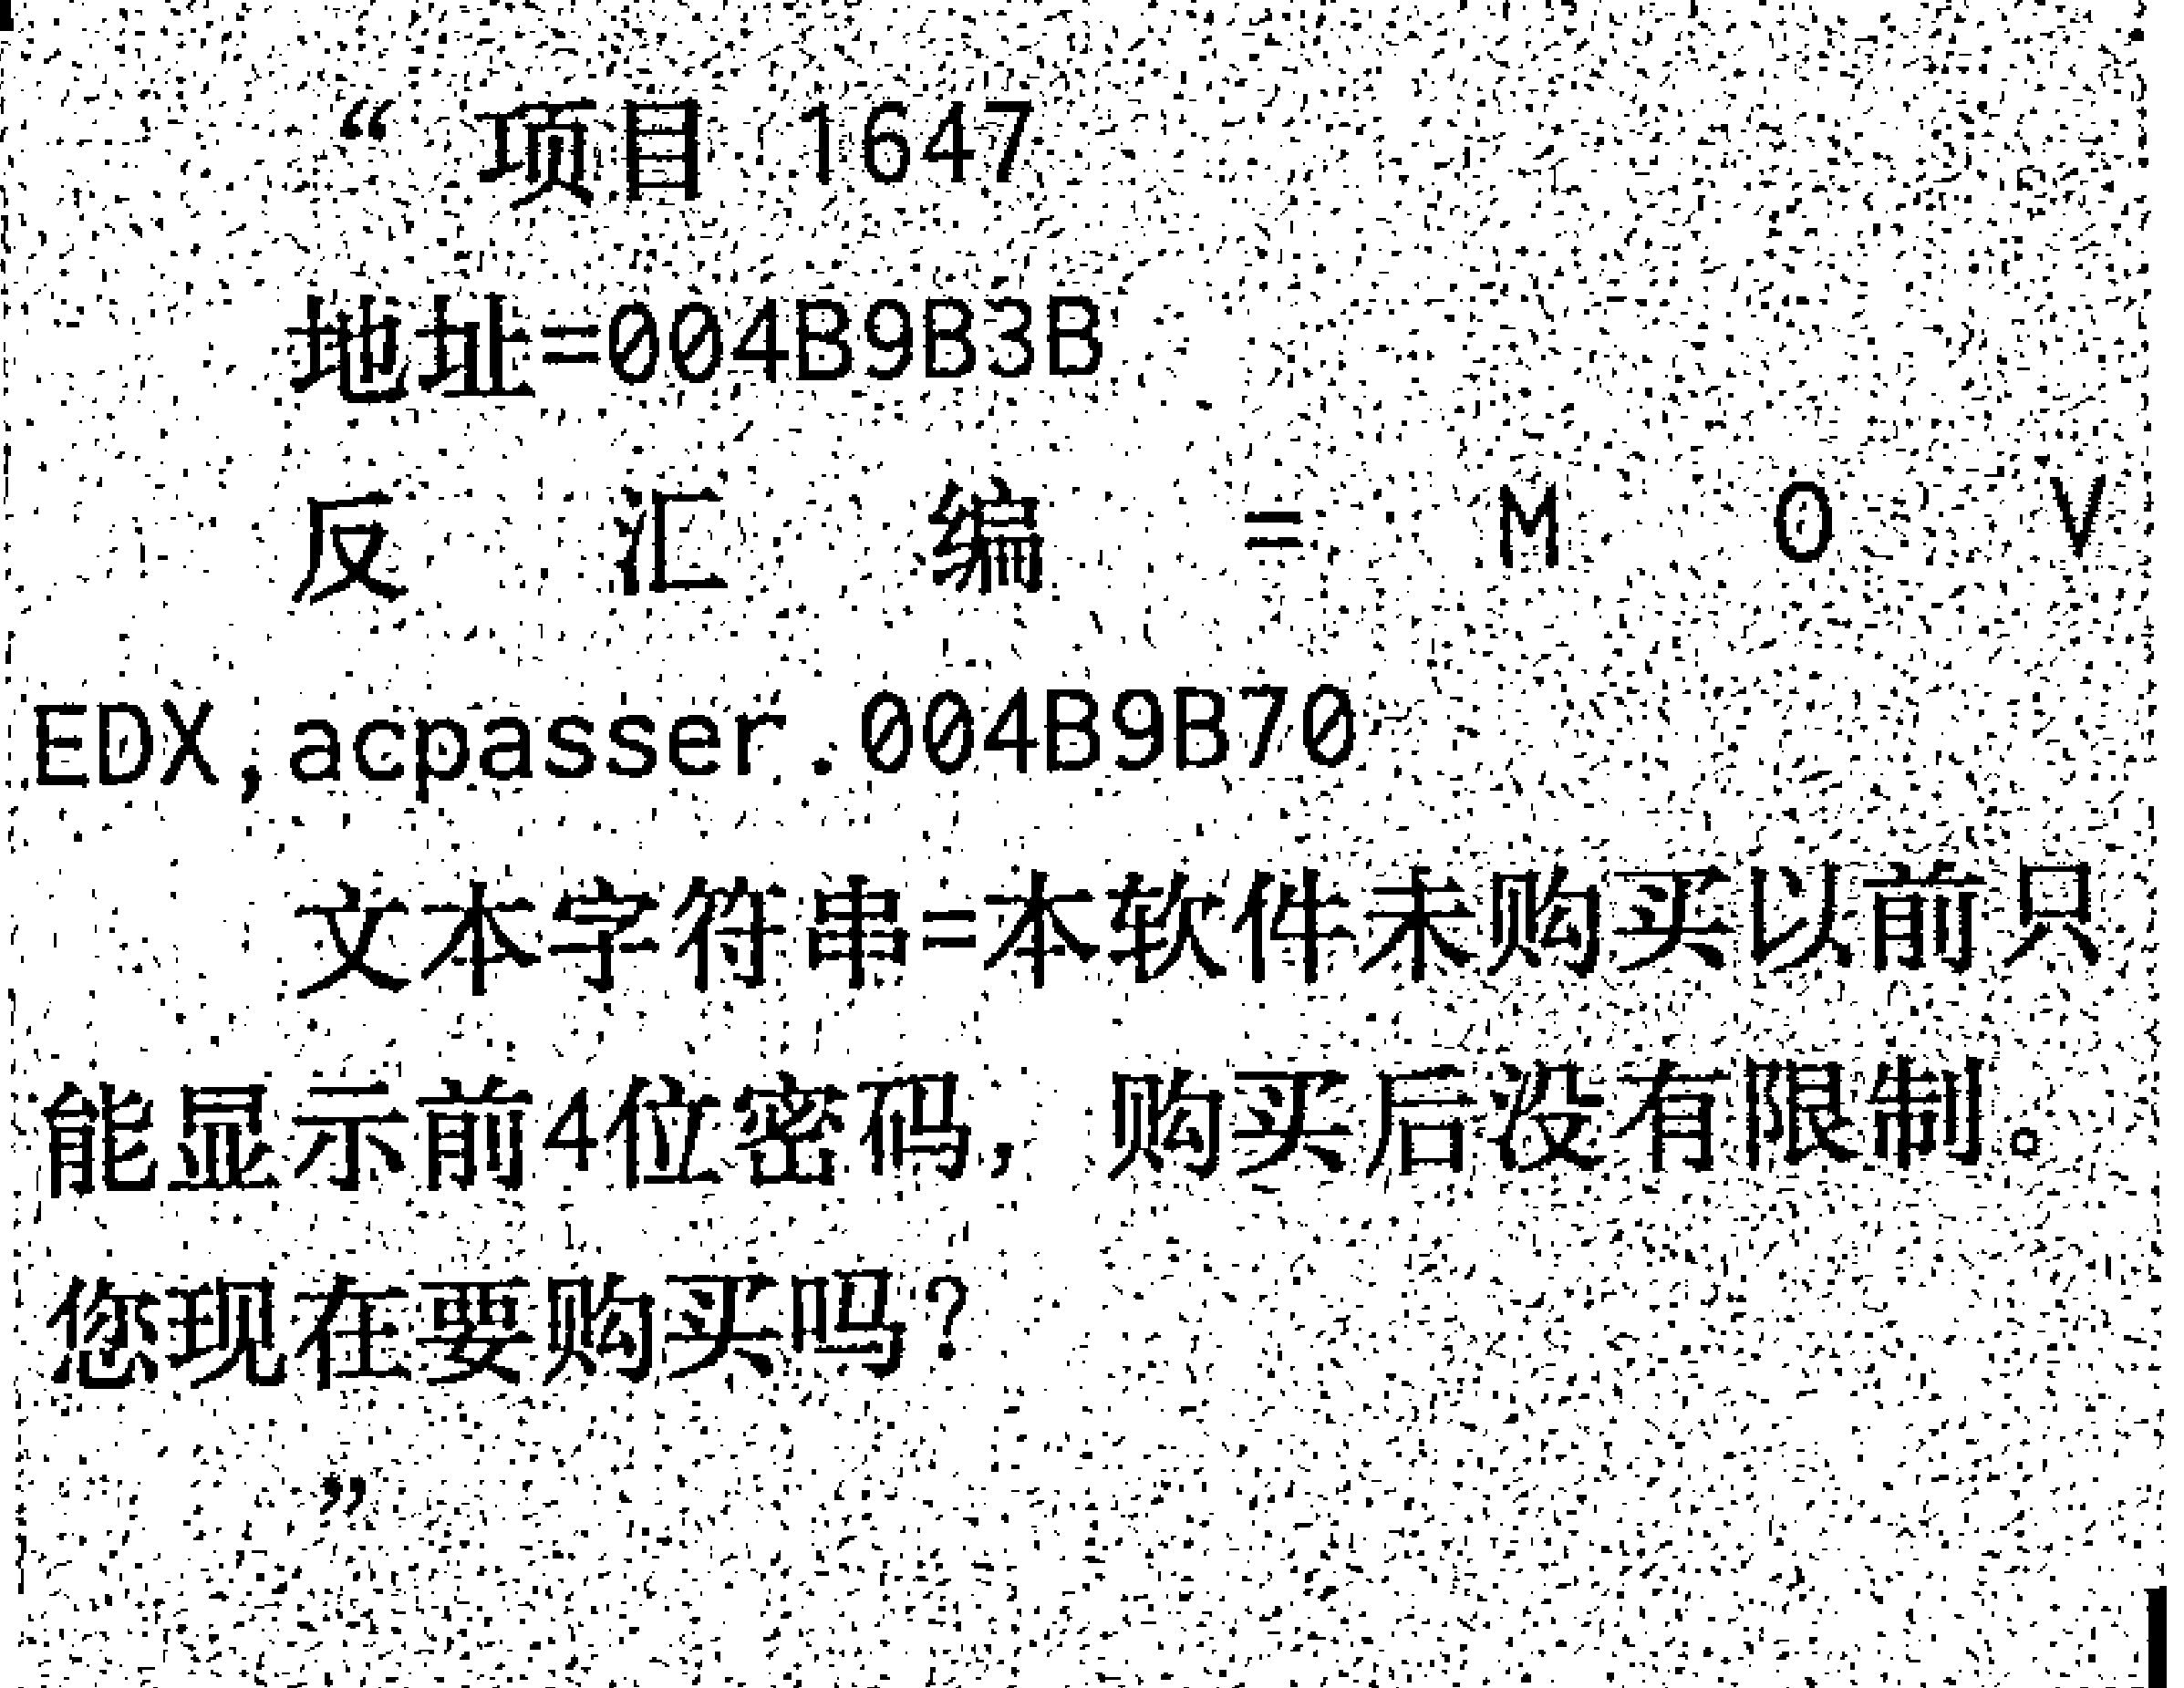 “ 项目 1647
地址=004B9B3B
反 汇 编 = M O V
EDX,acpasser.004B9B70
文本字符串=本软件未购买以前只
能显示前4位密码，购买后没有限制。
您现在要购买吗？
”